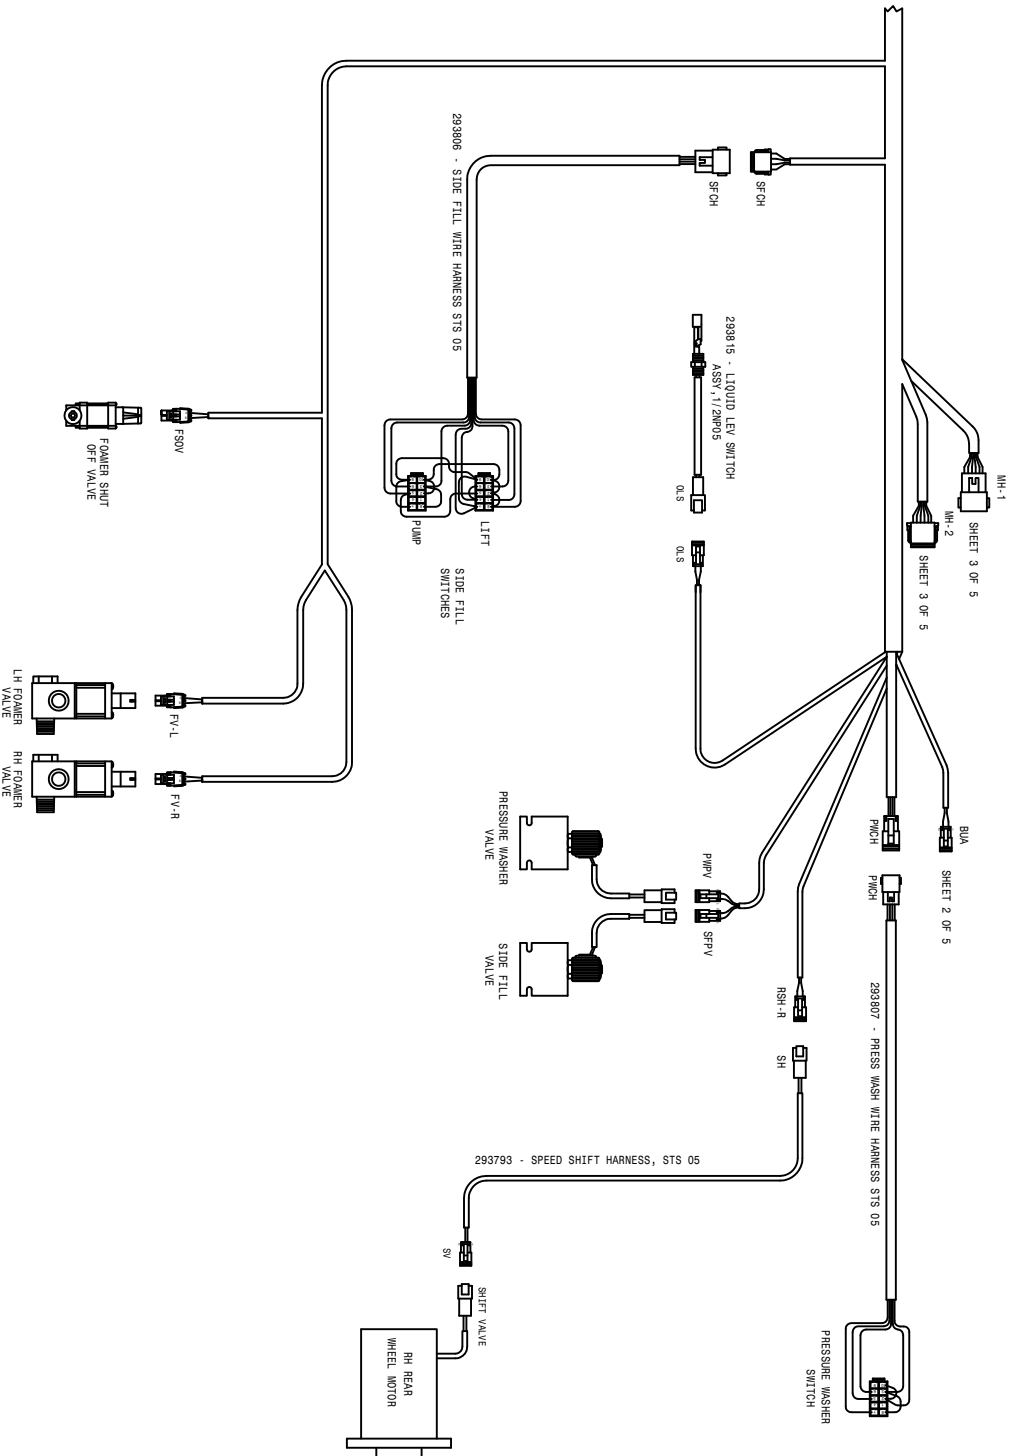 MH-1
SHEET 3 OF 5
MH-2
SHEET 3 OF 5
BUA
SHEET 2 OF 5
PWCH
PWCH
293807 - PRESS WASH WIRE HARNESS STS 05
PRESSURE WASHER
SWITCH
SFCH
SFCH
293806 - SIDE FILL WIRE HARNESS STS 05
LIFT
PUMP
SIDE FILL
SWITCHES
293815 - LIQUID LEV SWITCH
ASSY,1/2NP05
OLS
OLS
RSH-R
SH
293793 - SPEED SHIFT HARNESS, STS 05
SV
SHIFT VALVE
RH REAR
WHEEL MOTOR
PWPV
SFPV
PRESSURE WASHER
VALVE
SIDE FILL
VALVE
FSOV
FOAMER SHUT
OFF VALVE
FV-L
LH FOAMER
VALVE
FV-R
RH FOAMER
VALVE